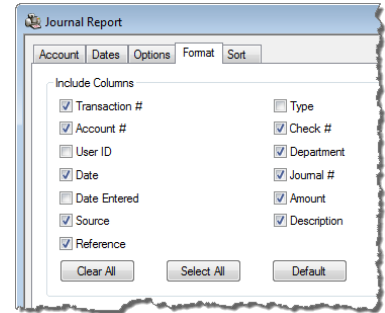 Journal Report
Account Dates Options Format Sort
Include Columns
Transaction # Type
Account # Check #
User ID Department
Date Journal #
Date Entered Amount
Source Description
Reference
Clear All Select All Default